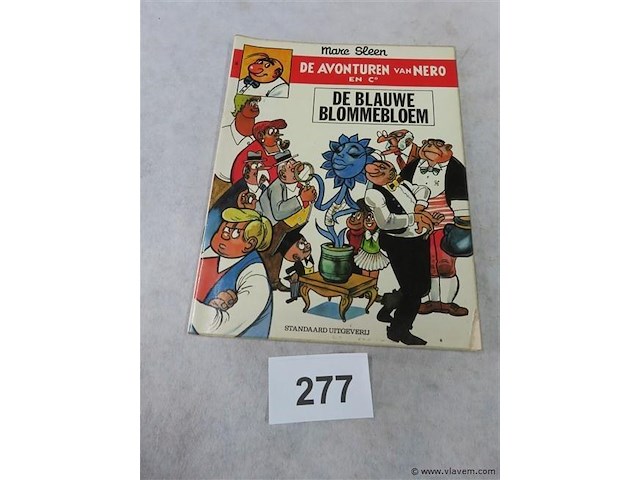 Marc Sleen
DE AVONTUREN VAN NERO
EN Co
DE BLAUWE
BLOMMEBLOEM
STANDAARD UITGEVERIJ
277
© www.vlavem.com